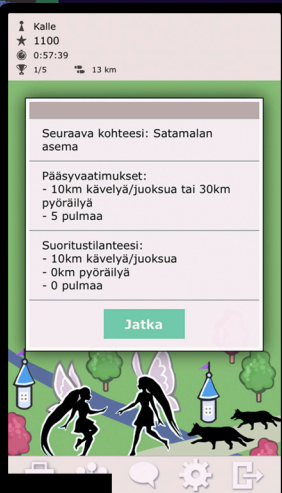 Kalle
1100
0:57:39
1/5 13 km
Seuraava kohteesi: Satamalan
asema
Pääsyvaatimukset:
- 10km kävelyä/juoksua tai 30km
pyöräilyä
- 5 pulmaa
Suoritustilanteesi:
- 10km kävelyä/juoksua
- 0km pyöräilyä
- 0 pulmaa
Jatka